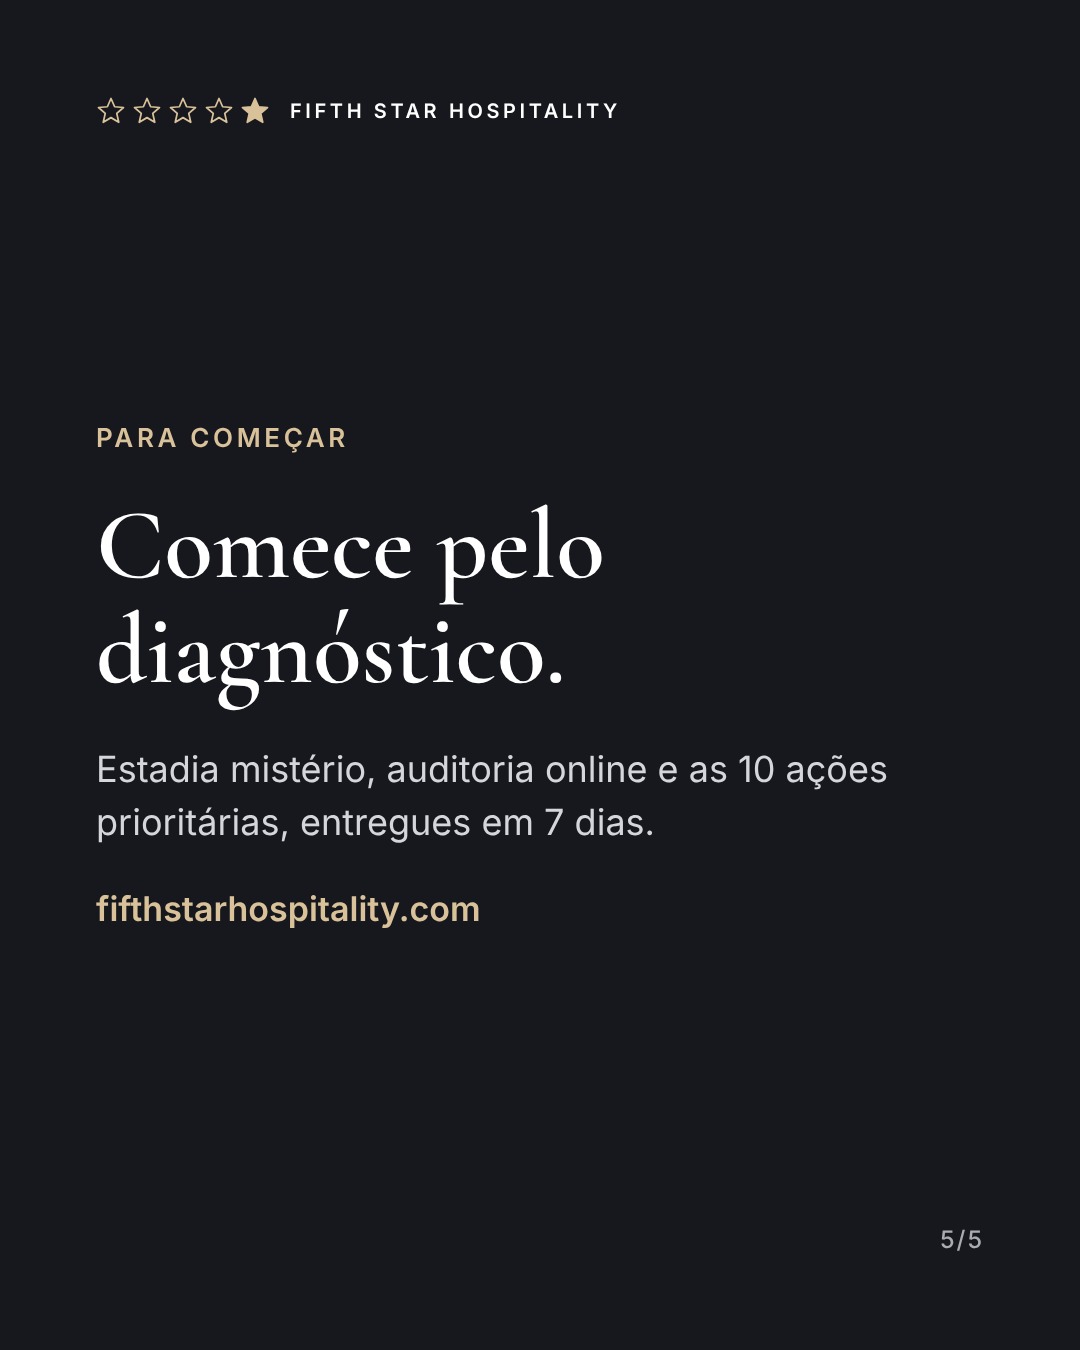 FIFTH STAR HOSPITALITY
PARA COMEÇAR
Comece pelo
diagnóstico.
Estadia mistério, auditoria online e as 10 ações
prioritárias, entregues em 7 dias.
fifthstarhospitality.com
5/5